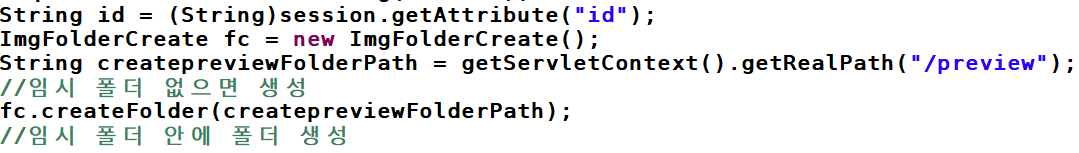 String id = (String)session.getAttribute("id");
ImgFolderCreate fc = new ImgFolderCreate();
String createpreviewFolderPath = getServletContext().getRealPath("/preview");
//임시 폴더 없으면 생성
fc.createFolder(createpreviewFolderPath);
//임시 폴더 안에 폴더 생성